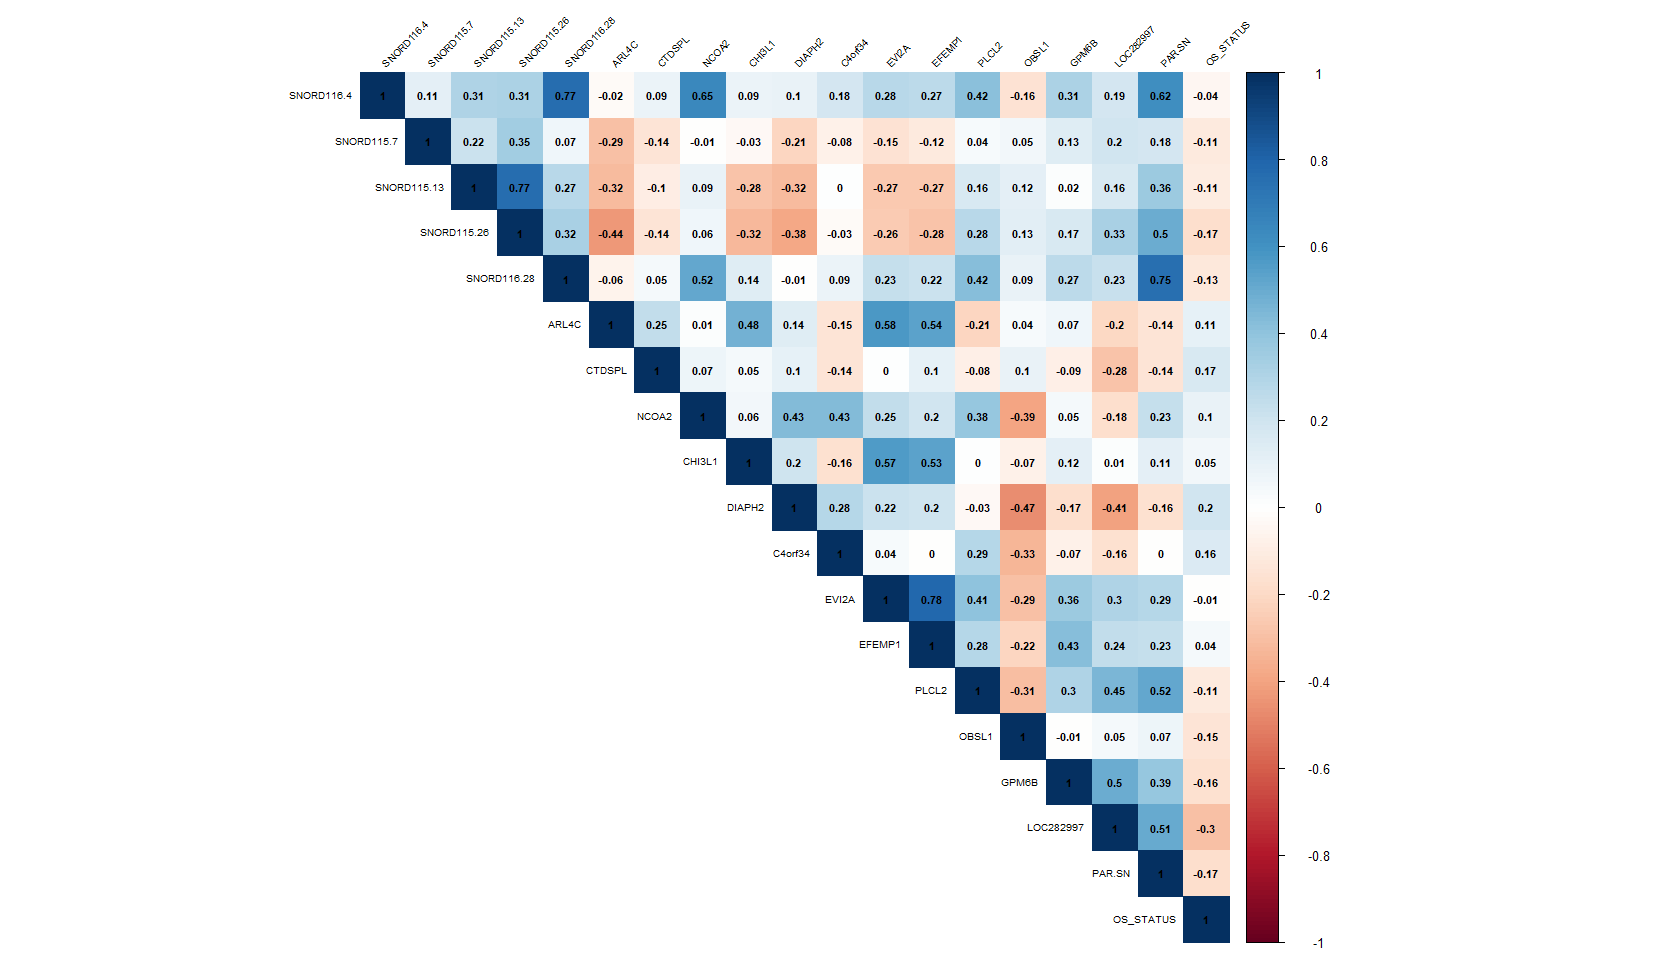 SNORD116.4 SNORD115.7 SNORD115.13 SNORD115.26 SNORD116.28 ARL4C CTDSPL NCOA2 CHI3L1 DIAPH2 C4orf34 EVI2A EFEMP1 PLCL2 OBSL1 GPM6B LOC282997 PAR.SN OS_STATUS
SNORD116.4 1 0.11 0.31 0.31 0.77 -0.02 0.09 0.65 0.09 0.1 0.18 0.28 0.27 0.42 -0.16 0.31 0.19 0.62 -0.04
SNORD115.7 1 0.22 0.35 0.07 -0.29 -0.14 -0.01 -0.03 -0.21 -0.08 -0.15 -0.12 0.04 0.05 0.13 0.2 0.18 -0.11
SNORD115.13 1 0.77 0.27 -0.32 -0.1 0.09 -0.28 -0.32 0 -0.27 -0.27 0.16 0.12 0.02 0.16 0.36 -0.11
SNORD115.26 1 0.32 -0.44 -0.14 0.06 -0.32 -0.38 -0.03 -0.26 -0.28 0.28 0.13 0.17 0.33 0.5 -0.17
SNORD116.28 1 -0.06 0.05 0.52 0.14 -0.01 0.09 0.23 0.22 0.42 0.09 0.27 0.23 0.75 -0.13
ARL4C 1 0.25 0.01 0.48 0.14 -0.15 0.58 0.54 -0.21 0.04 0.07 -0.2 -0.14 0.11
CTDSPL 1 0.07 0.05 0.1 -0.14 0 0.1 -0.08 0.1 -0.09 -0.28 -0.14 0.17
NCOA2 1 0.06 0.43 0.43 0.25 0.2 0.38 -0.39 0.05 -0.18 0.23 0.1
CHI3L1 1 0.2 -0.16 0.57 0.53 0 -0.07 0.12 0.01 0.11 0.05
DIAPH2 1 0.28 0.22 0.2 -0.03 -0.47 -0.17 -0.41 -0.16 0.2
C4orf34 1 0.04 0 0.29 -0.33 -0.07 -0.16 0 0.16
EVI2A 1 0.78 0.41 -0.29 0.36 0.3 0.29 -0.01
EFEMP1 1 0.28 -0.22 0.43 0.24 0.23 0.04
PLCL2 1 -0.31 0.3 0.45 0.52 -0.11
OBSL1 1 -0.01 0.05 0.07 -0.15
GPM6B 1 0.5 0.39 -0.16
LOC282997 1 0.51 -0.3
PAR.SN 1 -0.17
OS_STATUS 1
1
0.8
0.6
0.4
0.2
0
-0.2
-0.4
-0.6
-0.8
-1